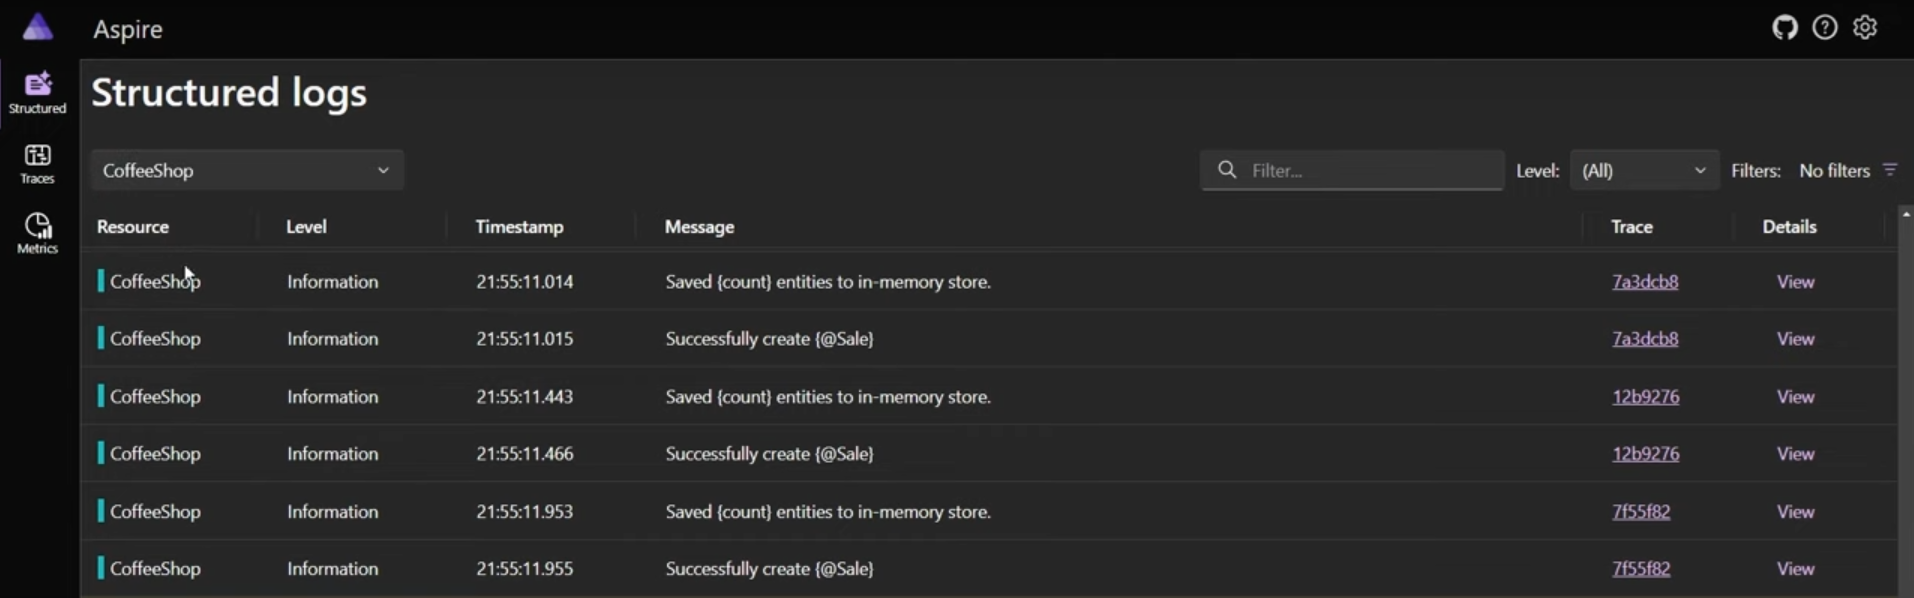 Aspire
Structured
Traces
Metrics
Structured logs
CoffeeShop
Filter... Level: (All) Filters: No filters
Resource Level Timestamp Message Trace Details
CoffeeShop Information 21:55:11.014 Saved {count} entities to in-memory store. 7a3dcb8 View
CoffeeShop Information 21:55:11.015 Successfully create {@Sale} 7a3dcb8 View
CoffeeShop Information 21:55:11.443 Saved {count} entities to in-memory store. 12b9276 View
CoffeeShop Information 21:55:11.466 Successfully create {@Sale} 12b9276 View
CoffeeShop Information 21:55:11.953 Saved {count} entities to in-memory store. 7f55f82 View
CoffeeShop Information 21:55:11.955 Successfully create {@Sale} 7f55f82 View